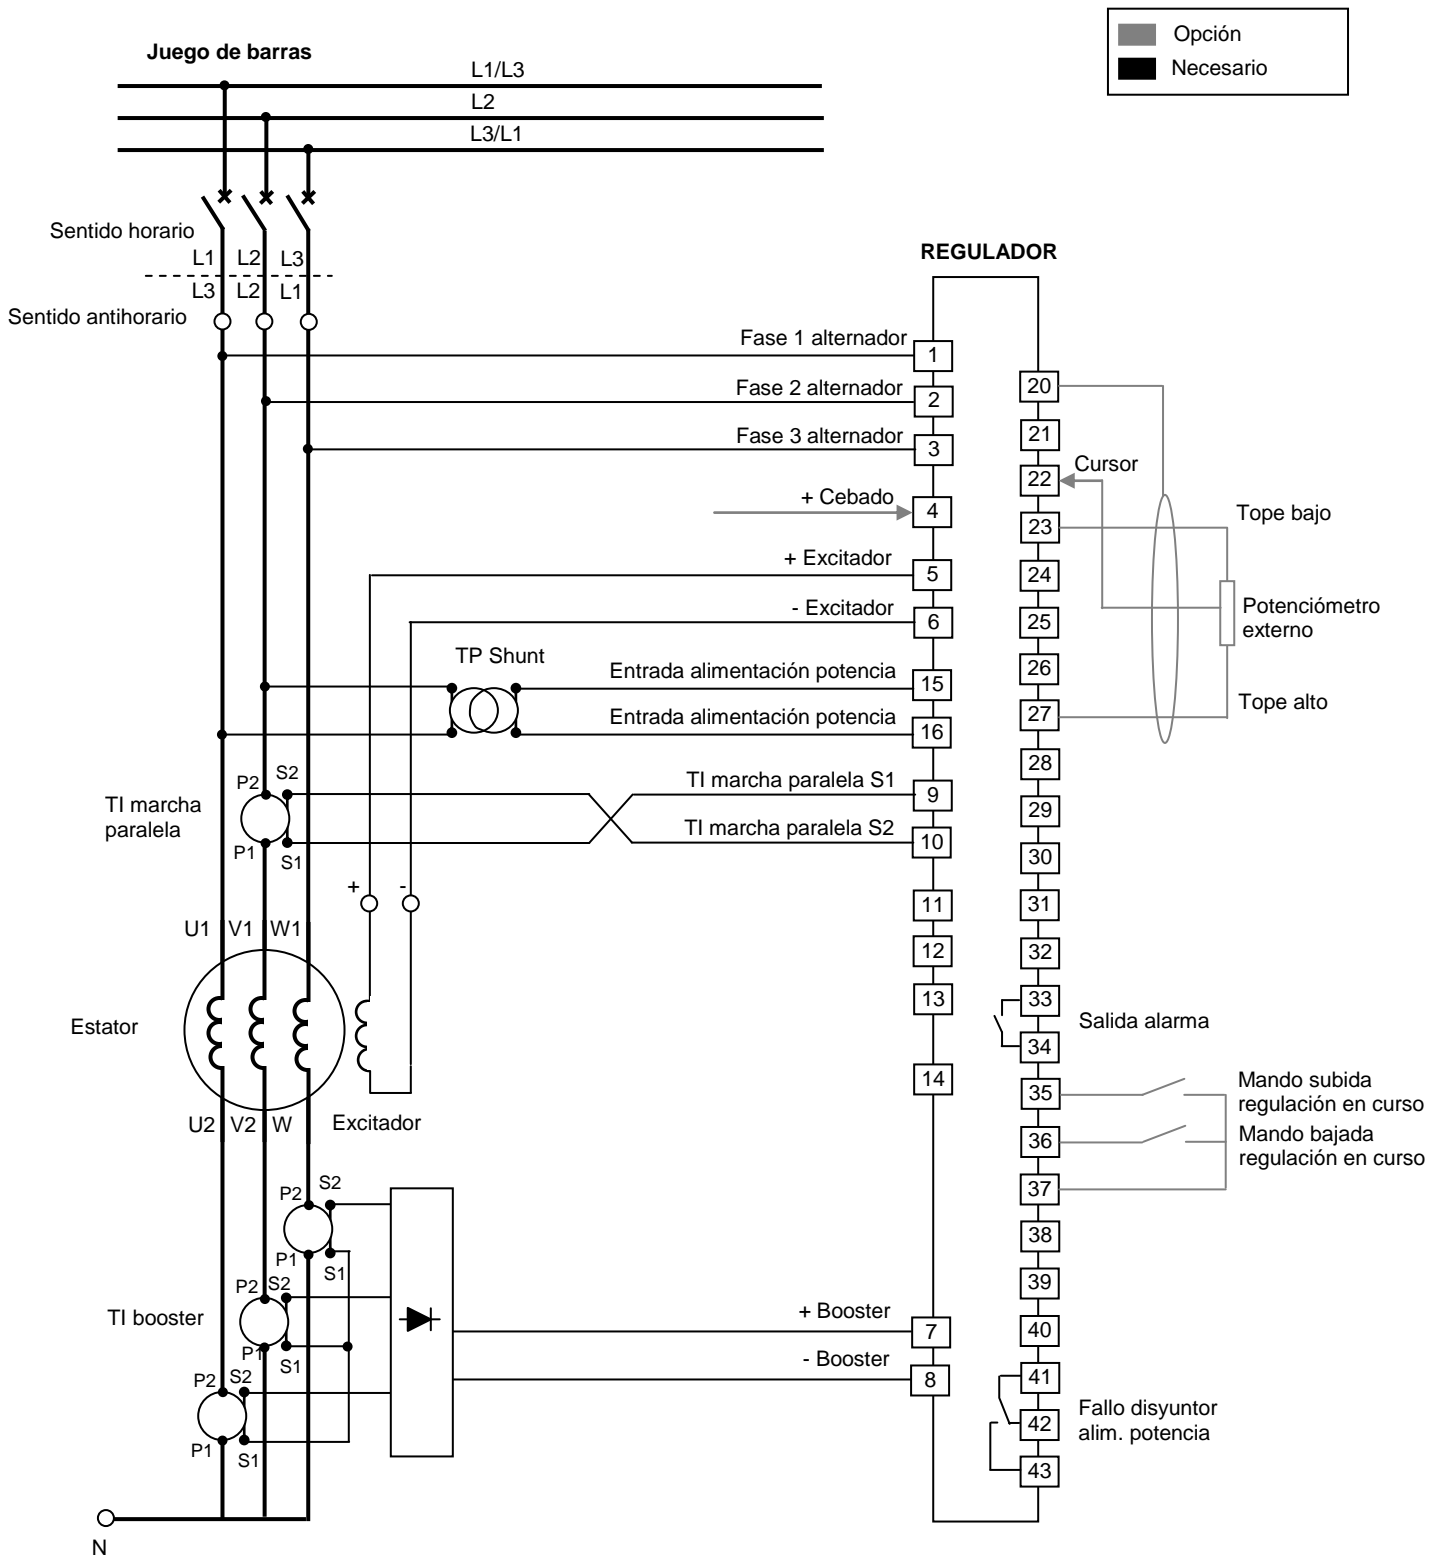 Opción
Necesario
Juego de barras
L1/L3
L2
L3/L1
Sentido horario
L1 L2 L3
L3 L2 L1
Sentido antihorario
REGULADOR
Fase 1 alternador
1
Fase 2 alternador
2
Fase 3 alternador
3
+ Cebado
4
+ Excitador
5
- Excitador
6
TP Shunt
Entrada alimentación potencia
15
Entrada alimentación potencia
16
P2 S2
TI marcha
paralela
P1 S1
TI marcha paralela S1
9
TI marcha paralela S2
10
11
12
13
14
+ -
U1 V1 W1
Estator
U2 V2 W
Excitador
P2 S2
P1 S1
P2 S2
TI booster
P1 S1
P2 S2
P1 S1
+ Booster
7
- Booster
8
N
20
21
22
Cursor
23
Tope bajo
24
25
Potenciómetro
externo
26
27
Tope alto
28
29
30
31
32
33
Salida alarma
34
35
Mando subida
regulación en curso
36
Mando bajada
regulación en curso
37
38
39
40
41
42
Fallo disyuntor
alim. potencia
43